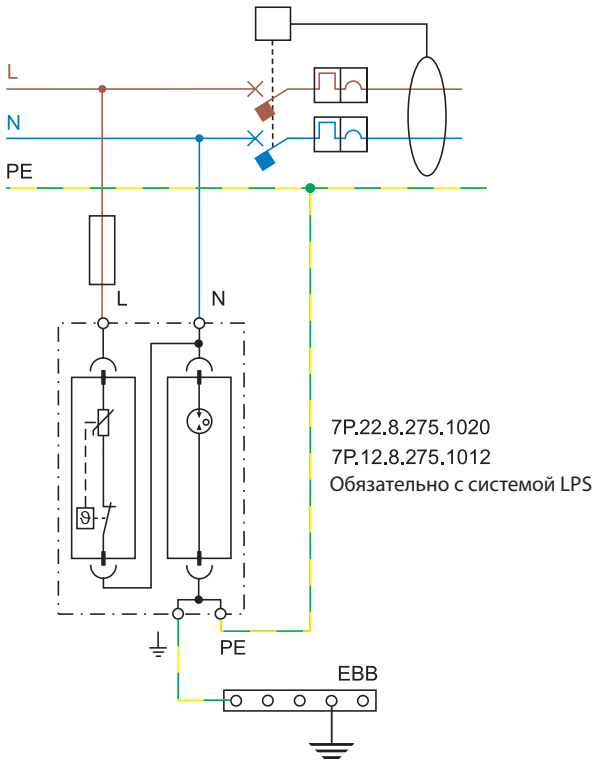 L
N
PE
L
N
7P.22.8.275.1020
7P.12.8.275.1012
Обязательно с системой LPS
ϑ
PE
EBB